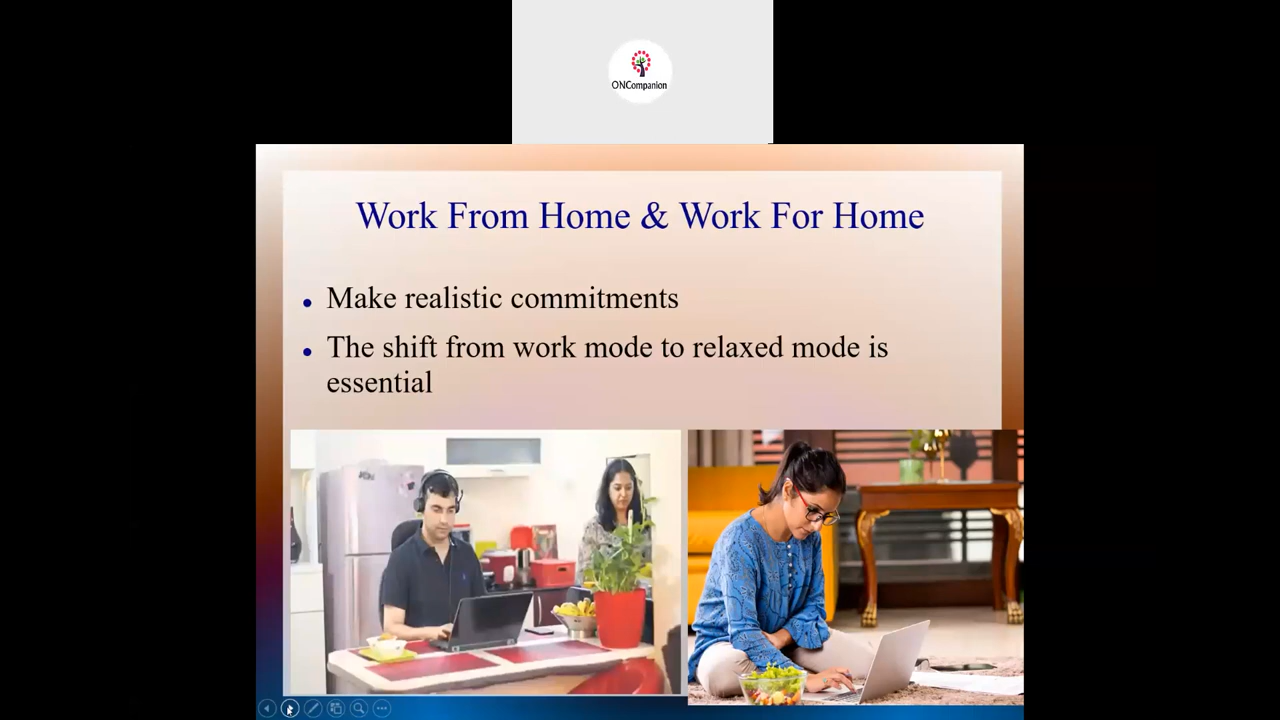 ONCompanion
Work From Home & Work For Home
Make realistic commitments
The shift from work mode to relaxed mode is
essential